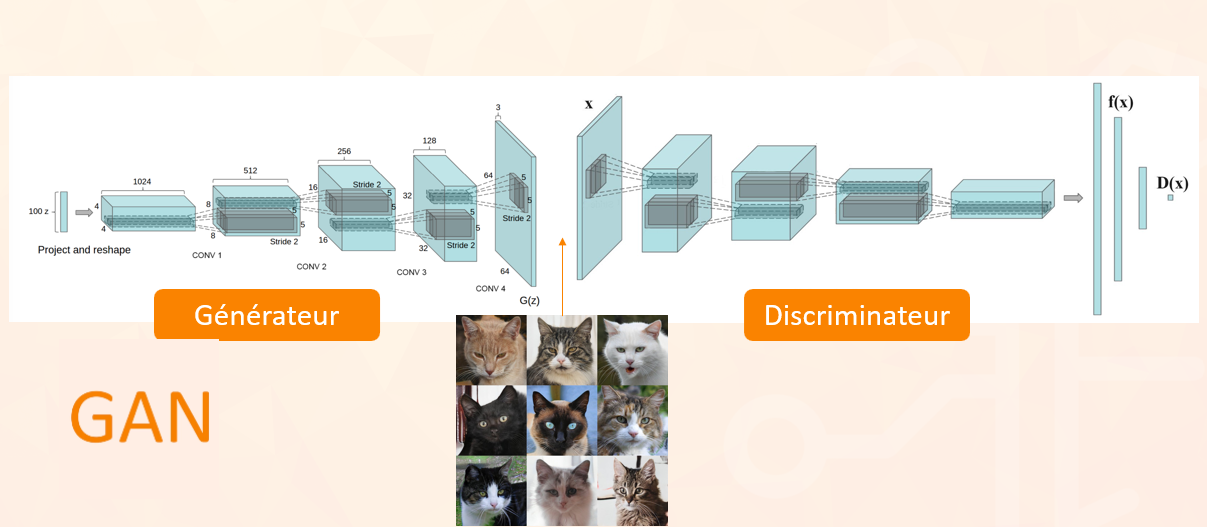 100 z
Project and reshape
1024
4
4
512
8
8
5
5
Stride 2
CONV 1
256
16
16
Stride 2
5
5
CONV 2
128
32
32
5
5
Stride 2
CONV 3
3
64
64
5
5
Stride 2
CONV 4
G(z)
x
f(x)
D(x)
Générateur
Discriminateur
GAN